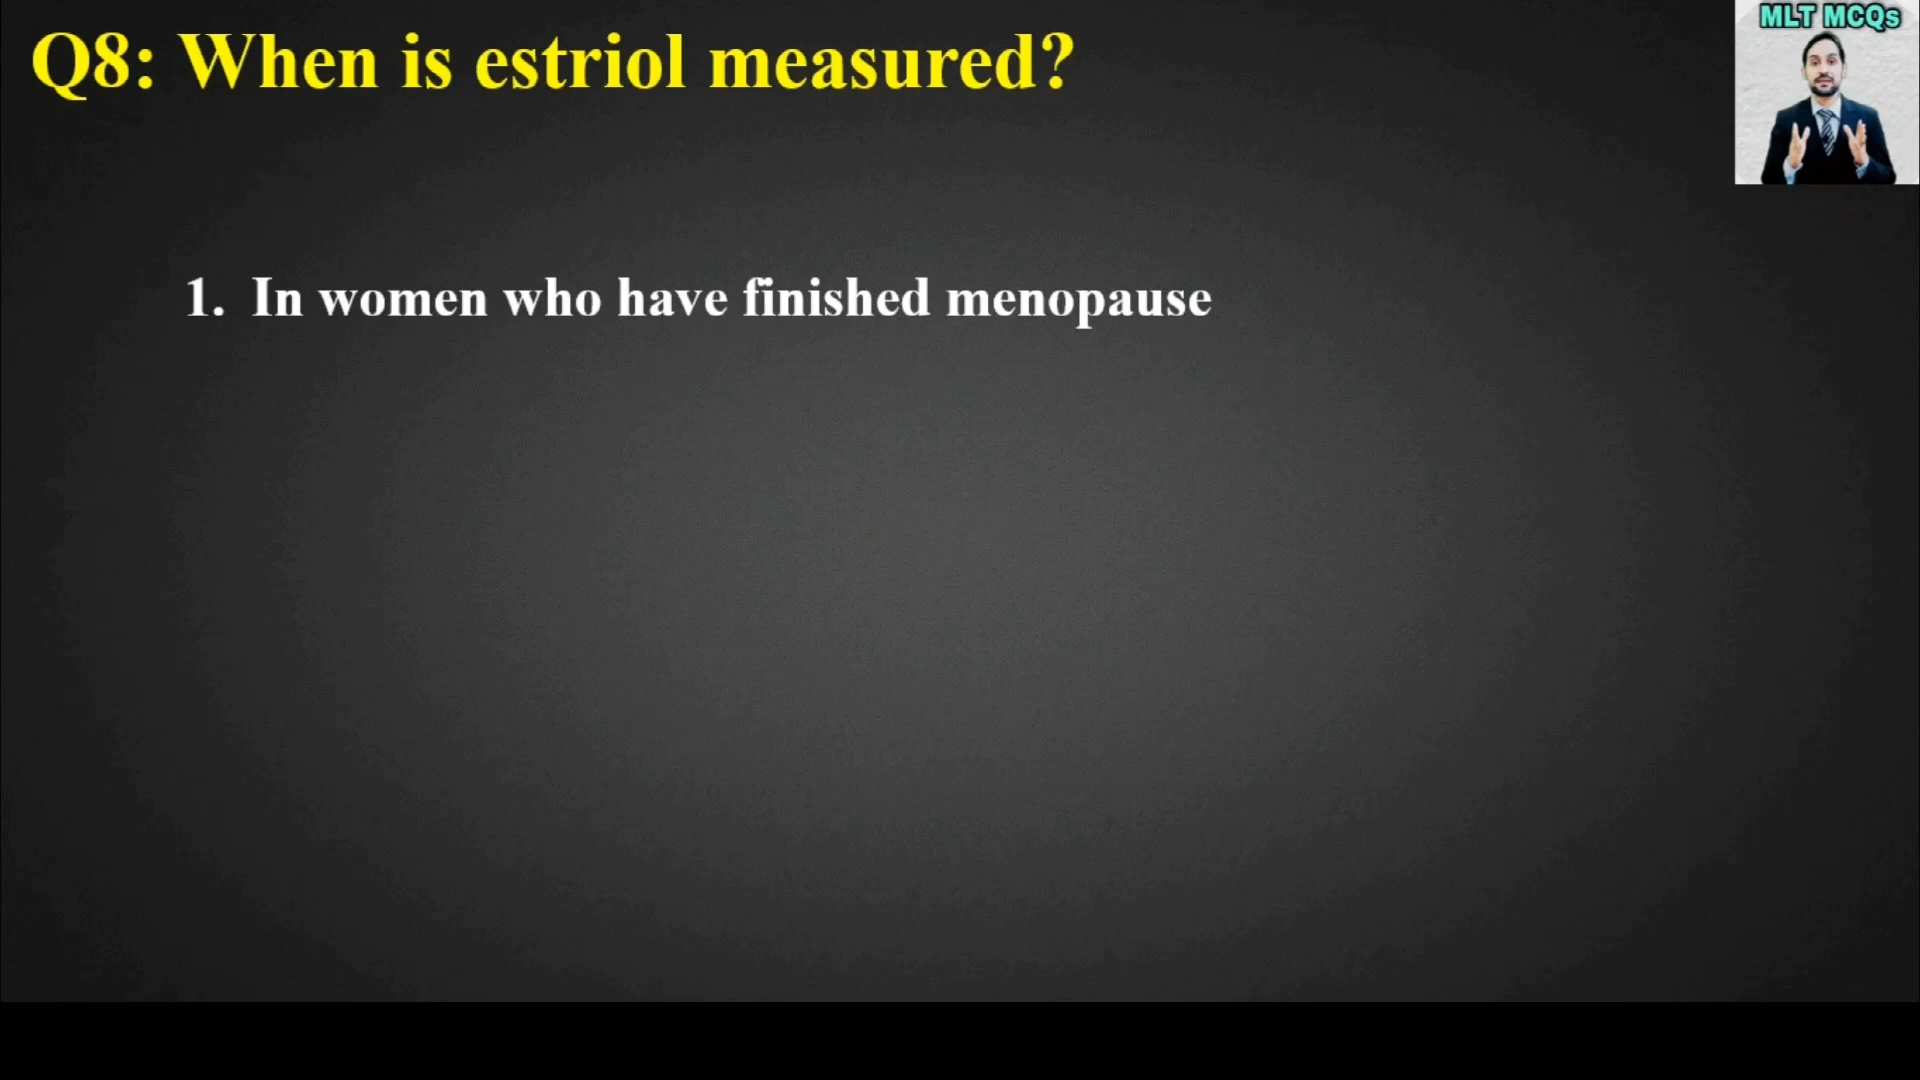 MLT MCQs
Q8: When is estriol measured?
1. In women who have finished menopause